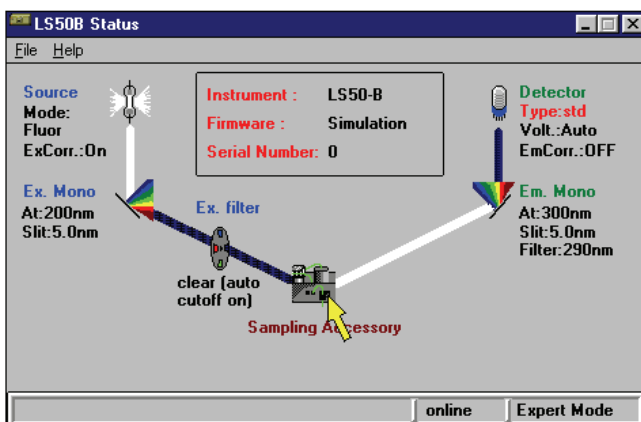 LS50B Status
File Help
Source
Mode:
Fluor
ExCorr.:On
Instrument : LS50-B
Firmware : Simulation
Serial Number: 0
Detector
Type:std
Volt.:Auto
EmCorr.:OFF
Ex. Mono
At:200nm
Slit:5.0nm
Ex. filter
clear (auto
cutoff on)
Em. Mono
At:300nm
Slit:5.0nm
Filter:290nm
Sampling Accessory
online
Expert Mode